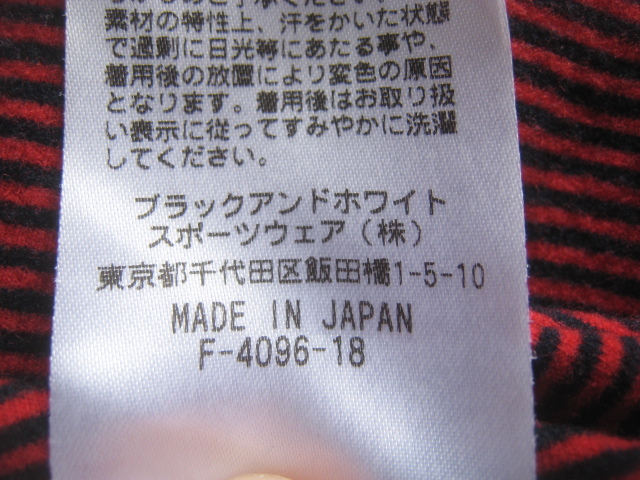 素材の特性上、汗をかいた状態
で過剰に日光等にあたる事や、
着用後の放置により変色の原因
となります。着用後はお取り扱
い表示に従ってすみやかに洗濯
してください。
ブラックアンドホワイト
スポーツウェア(株)
東京都千代田区飯田橋1-5-10
MADE IN JAPAN
F-4096-18